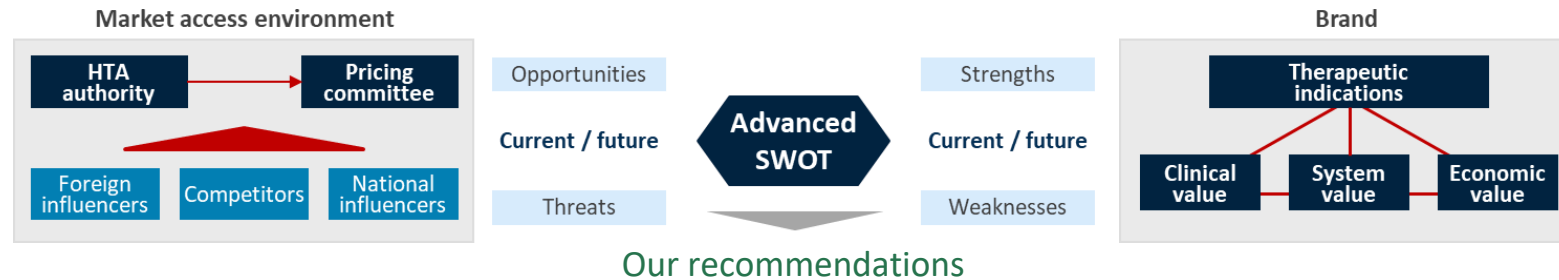 Market access environment
HTA
authority
Pricing
committee
Foreign
influencers
Competitors
National
influencers
Opportunities
Current / future
Threats
Advanced
SWOT
Strengths
Current / future
Weaknesses
Brand
Therapeutic
indications
Clinical
value
System
value
Economic
value
Our recommendations